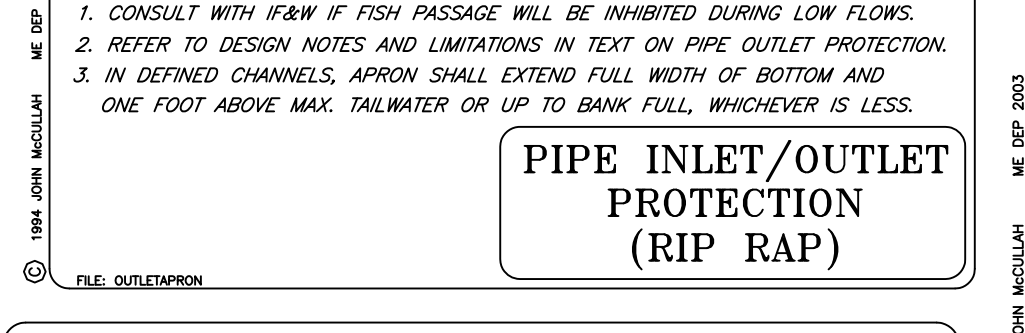 1. CONSULT WITH IF&W IF FISH PASSAGE WILL BE INHIBITED DURING LOW FLOWS.
2. REFER TO DESIGN NOTES AND LIMITATIONS IN TEXT ON PIPE OUTLET PROTECTION.
3. IN DEFINED CHANNELS, APRON SHALL EXTEND FULL WIDTH OF BOTTOM AND
ONE FOOT ABOVE MAX. TAILWATER OR UP TO BANK FULL, WHICHEVER IS LESS.
PIPE INLET/OUTLET
PROTECTION
(RIP RAP)
FILE: OUTLETAPRON
© 1994 JOHN McCULLAH ME DEP
McCULLAH ME DEP 2003